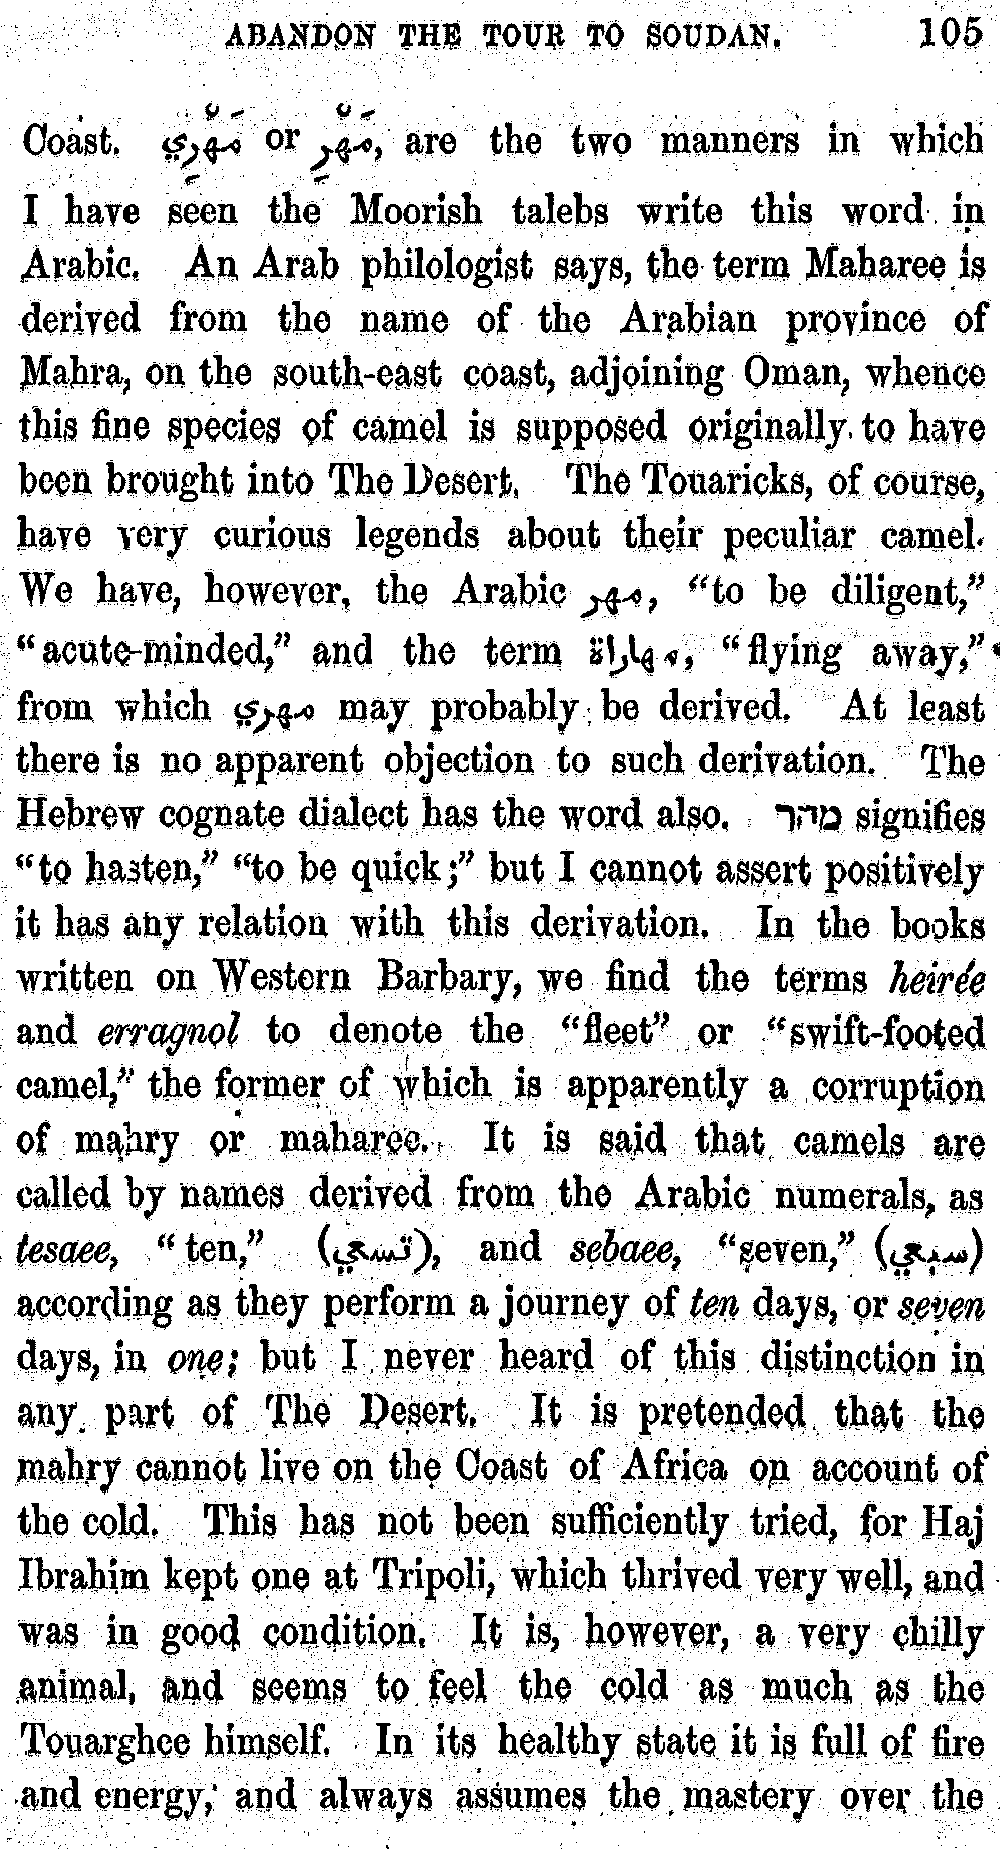 ABANDON THE TOUR TO SOUDAN. 105
Coast. مَهْرِي or مَهْرِ, are the two manners in which
I have seen the Moorish talebs write this word in
Arabic. An Arab philologist says, the term Maharee is
derived from the name of the Arabian province of
Mahra, on the south-east coast, adjoining Oman, whence
this fine species of camel is supposed originally to have
been brought into The Desert. The Touaricks, of course,
have very curious legends about their peculiar camel.
We have, however, the Arabic مهر, “to be diligent,”
“acute-minded,” and the term مهاراة, “flying away,”
from which مهري may probably be derived. At least
there is no apparent objection to such derivation. The
Hebrew cognate dialect has the word also. מהר signifies
“to hasten,” “to be quick;” but I cannot assert positively
it has any relation with this derivation. In the books
written on Western Barbary, we find the terms heirée
and erragnol to denote the “fleet” or “swift-footed
camel,” the former of which is apparently a corruption
of mahry or maharee. It is said that camels are
called by names derived from the Arabic numerals, as
tesaee, “ten,” (تسعي), and sebaee, “seven,” (سبعي)
according as they perform a journey of ten days, or seven
days, in one; but I never heard of this distinction in
any part of The Desert. It is pretended that the
mahry cannot live on the Coast of Africa on account of
the cold. This has not been sufficiently tried, for Haj
Ibrahim kept one at Tripoli, which thrived very well, and
was in good condition. It is, however, a very chilly
animal, and seems to feel the cold as much as the
Touarghee himself. In its healthy state it is full of fire
and energy, and always assumes the mastery over the